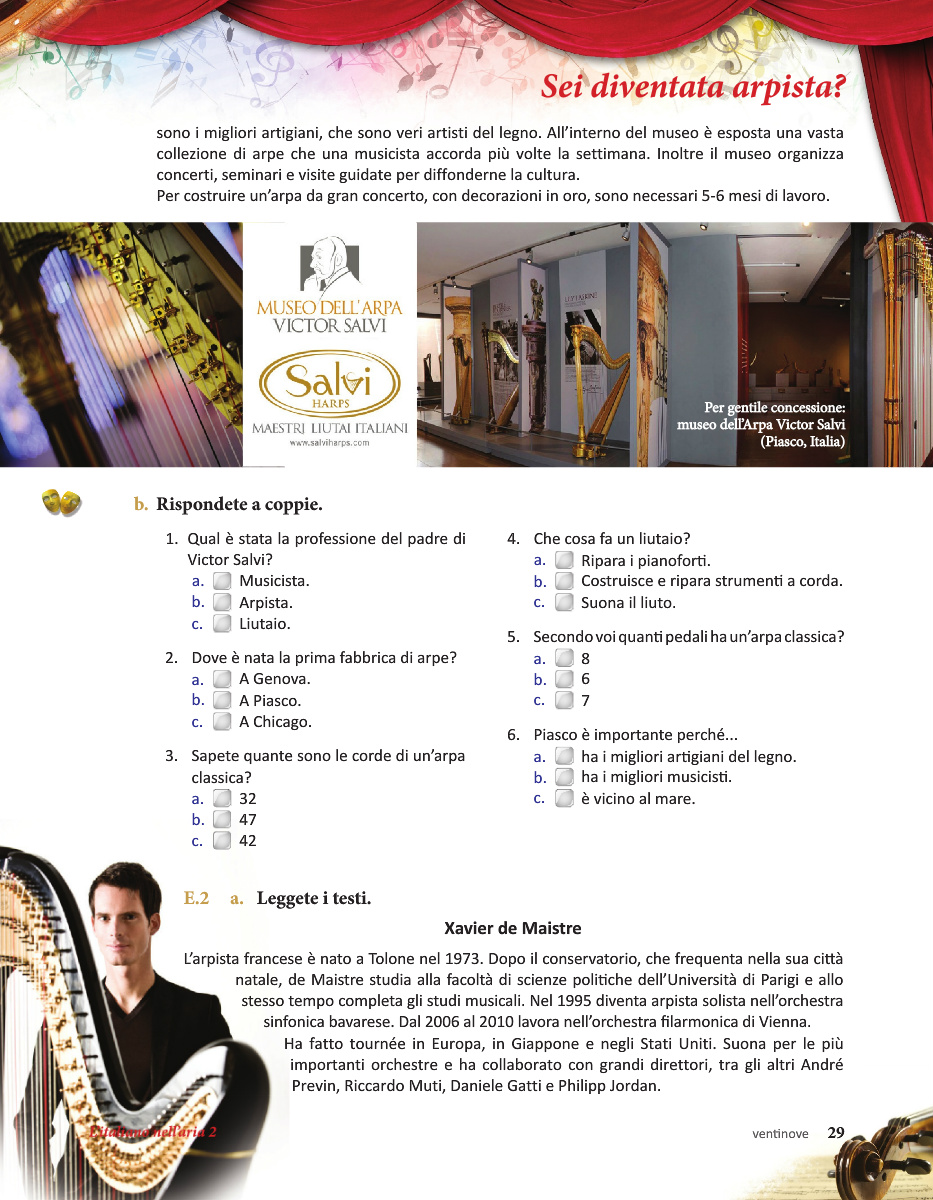 Sei diventata arpista?
sono i migliori artigiani, che sono veri artisti del legno. All'interno del museo è esposta una vasta
collezione di arpe che una musicista accorda più volte la settimana. Inoltre il museo organizza
concerti, seminari e visite guidate per diffonderne la cultura.
Per costruire un'arpa da gran concerto, con decorazioni in oro, sono necessari 5-6 mesi di lavoro.
MUSEO DELL'ARPA
VICTOR SALVI
Salvi
HARPS
MAESTRI LIUTAI ITALIANI
www.salviharps.com
Per gentile concessione:
museo dell'Arpa Victor Salvi
(Piasco, Italia)
b. Rispondete a coppie.
1. Qual è stata la professione del padre di
Victor Salvi?
a. Musicista.
b. Arpista.
c. Liutaio.
2. Dove è nata la prima fabbrica di arpe?
a. A Genova.
b. A Piasco.
c. A Chicago.
3. Sapete quante sono le corde di un'arpa
classica?
a. 32
b. 47
c. 42
4. Che cosa fa un liutaio?
a. Ripara i pianoforti.
b. Costruisce e ripara strumenti a corda.
c. Suona il liuto.
5. Secondo voi quanti pedali ha un'arpa classica?
a. 8
b. 6
c. 7
6. Piasco è importante perché...
a. ha i migliori artigiani del legno.
b. ha i migliori musicisti.
c. è vicino al mare.
E.2 a. Leggete i testi.
Xavier de Maistre
L'arpista francese è nato a Tolone nel 1973. Dopo il conservatorio, che frequenta nella sua città
natale, de Maistre studia alla facoltà di scienze politiche dell'Università di Parigi e allo
stesso tempo completa gli studi musicali. Nel 1995 diventa arpista solista nell'orchestra
sinfonica bavarese. Dal 2006 al 2010 lavora nell'orchestra filarmonica di Vienna.
Ha fatto tournée in Europa, in Giappone e negli Stati Uniti. Suona per le più
importanti orchestre e ha collaborato con grandi direttori, tra gli altri André
Previn, Riccardo Muti, Daniele Gatti e Philipp Jordan.
L'italiano nell'aria 2
ventinove 29